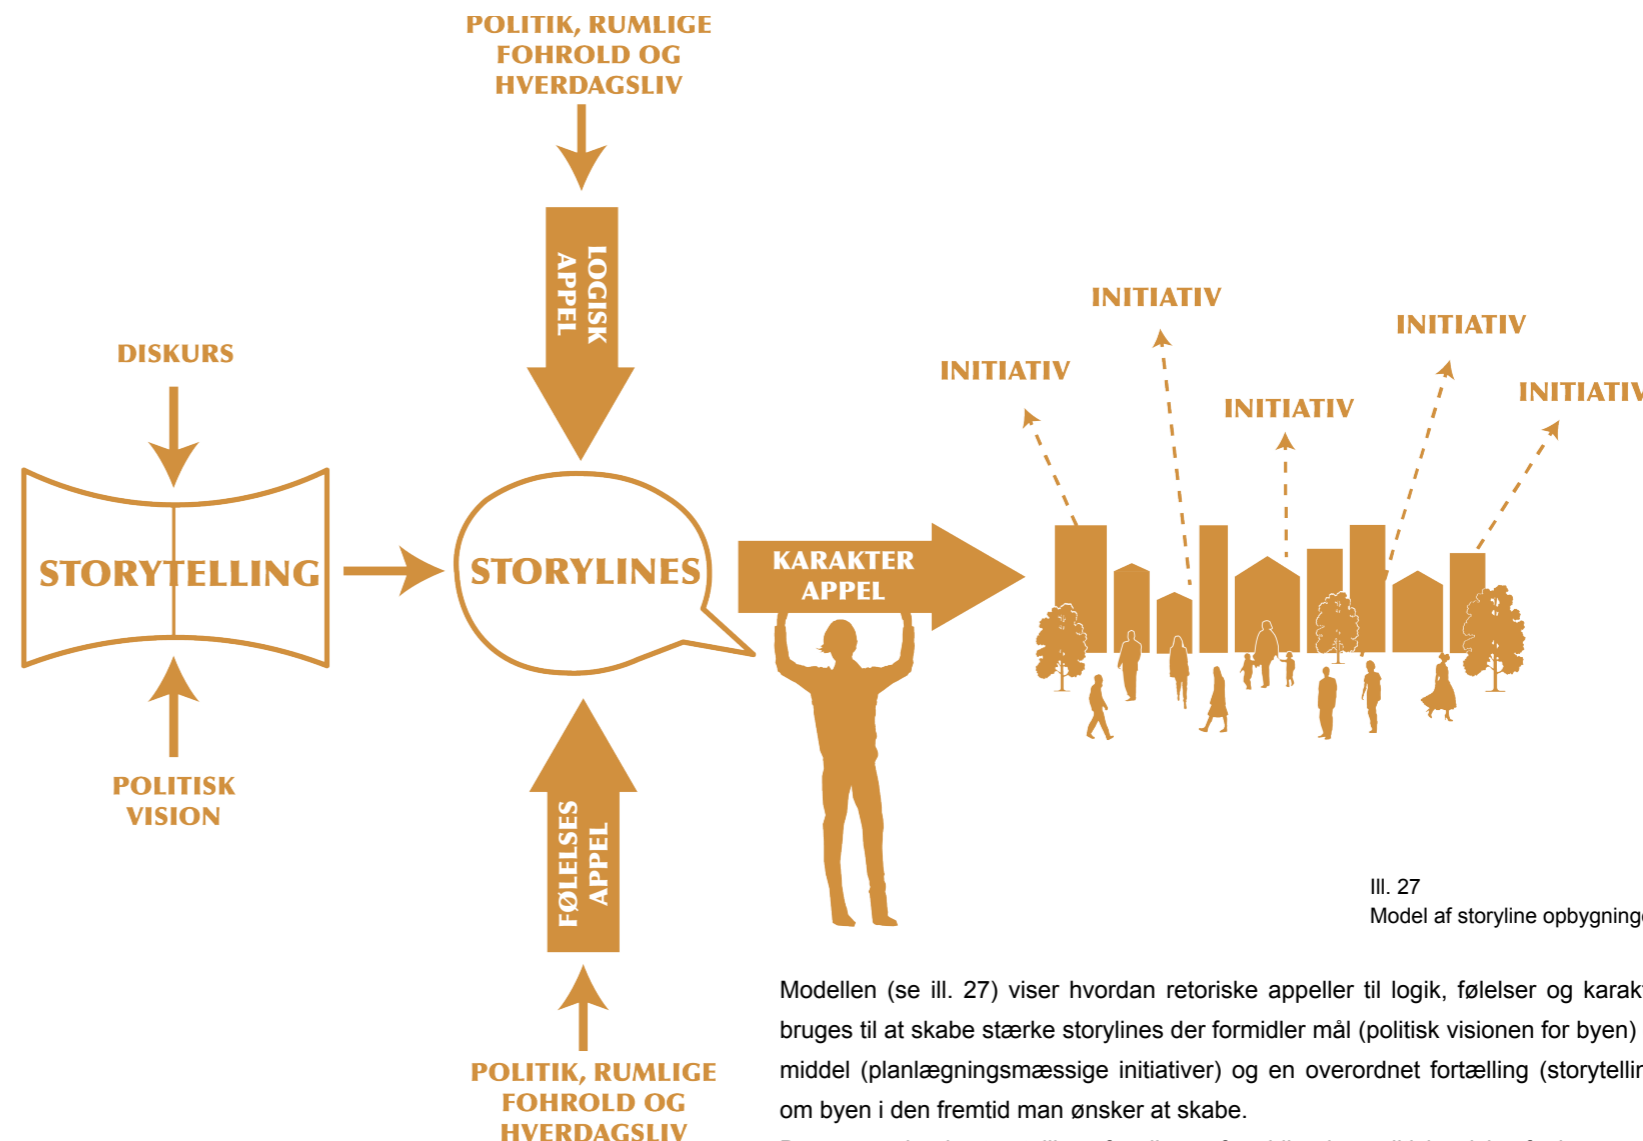 POLITIK, RUMLIGE
FOHROLD OG
HVERDAGSLIV
LOGISK
APPEL
DISKURS
STORYTELLING
POLITISK
VISION
STORYLINES
KARAKTER
APPEL
INITIATIV
INITIATIV
INITIATIV
INITIATIV
INITIATIV
FØLELSES
APPEL
POLITIK, RUMLIGE
FOHROLD OG
HVERDAGSLIV
Ill. 27
Model af storyline opbygninge
Modellen (se ill. 27) viser hvordan retoriske appeller til logik, følelser og karakt
bruges til at skabe stærke storylines der formidler mål (politisk visionen for byen)
middel (planlægningsmæssige initiativer) og en overordnet fortælling (storytellin
om byen i den fremtid man ønsker at skabe.